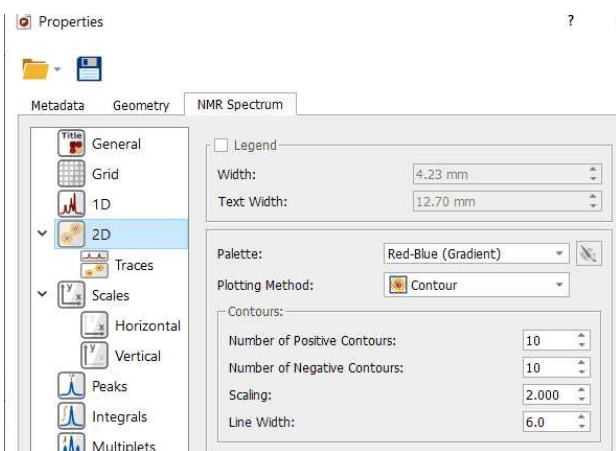 Properties ?
Metadata Geometry NMR Spectrum
Title General
Grid
1D
2D
Traces
Scales
Horizontal
Vertical
Peaks
Integrals
Multiplets
Legend
Width: 4.23 mm
Text Width: 12.70 mm
Palette: Red-Blue (Gradient)
Plotting Method: Contour
Contours:
Number of Positive Contours: 10
Number of Negative Contours: 10
Scaling: 2.000
Line Width: 6.0